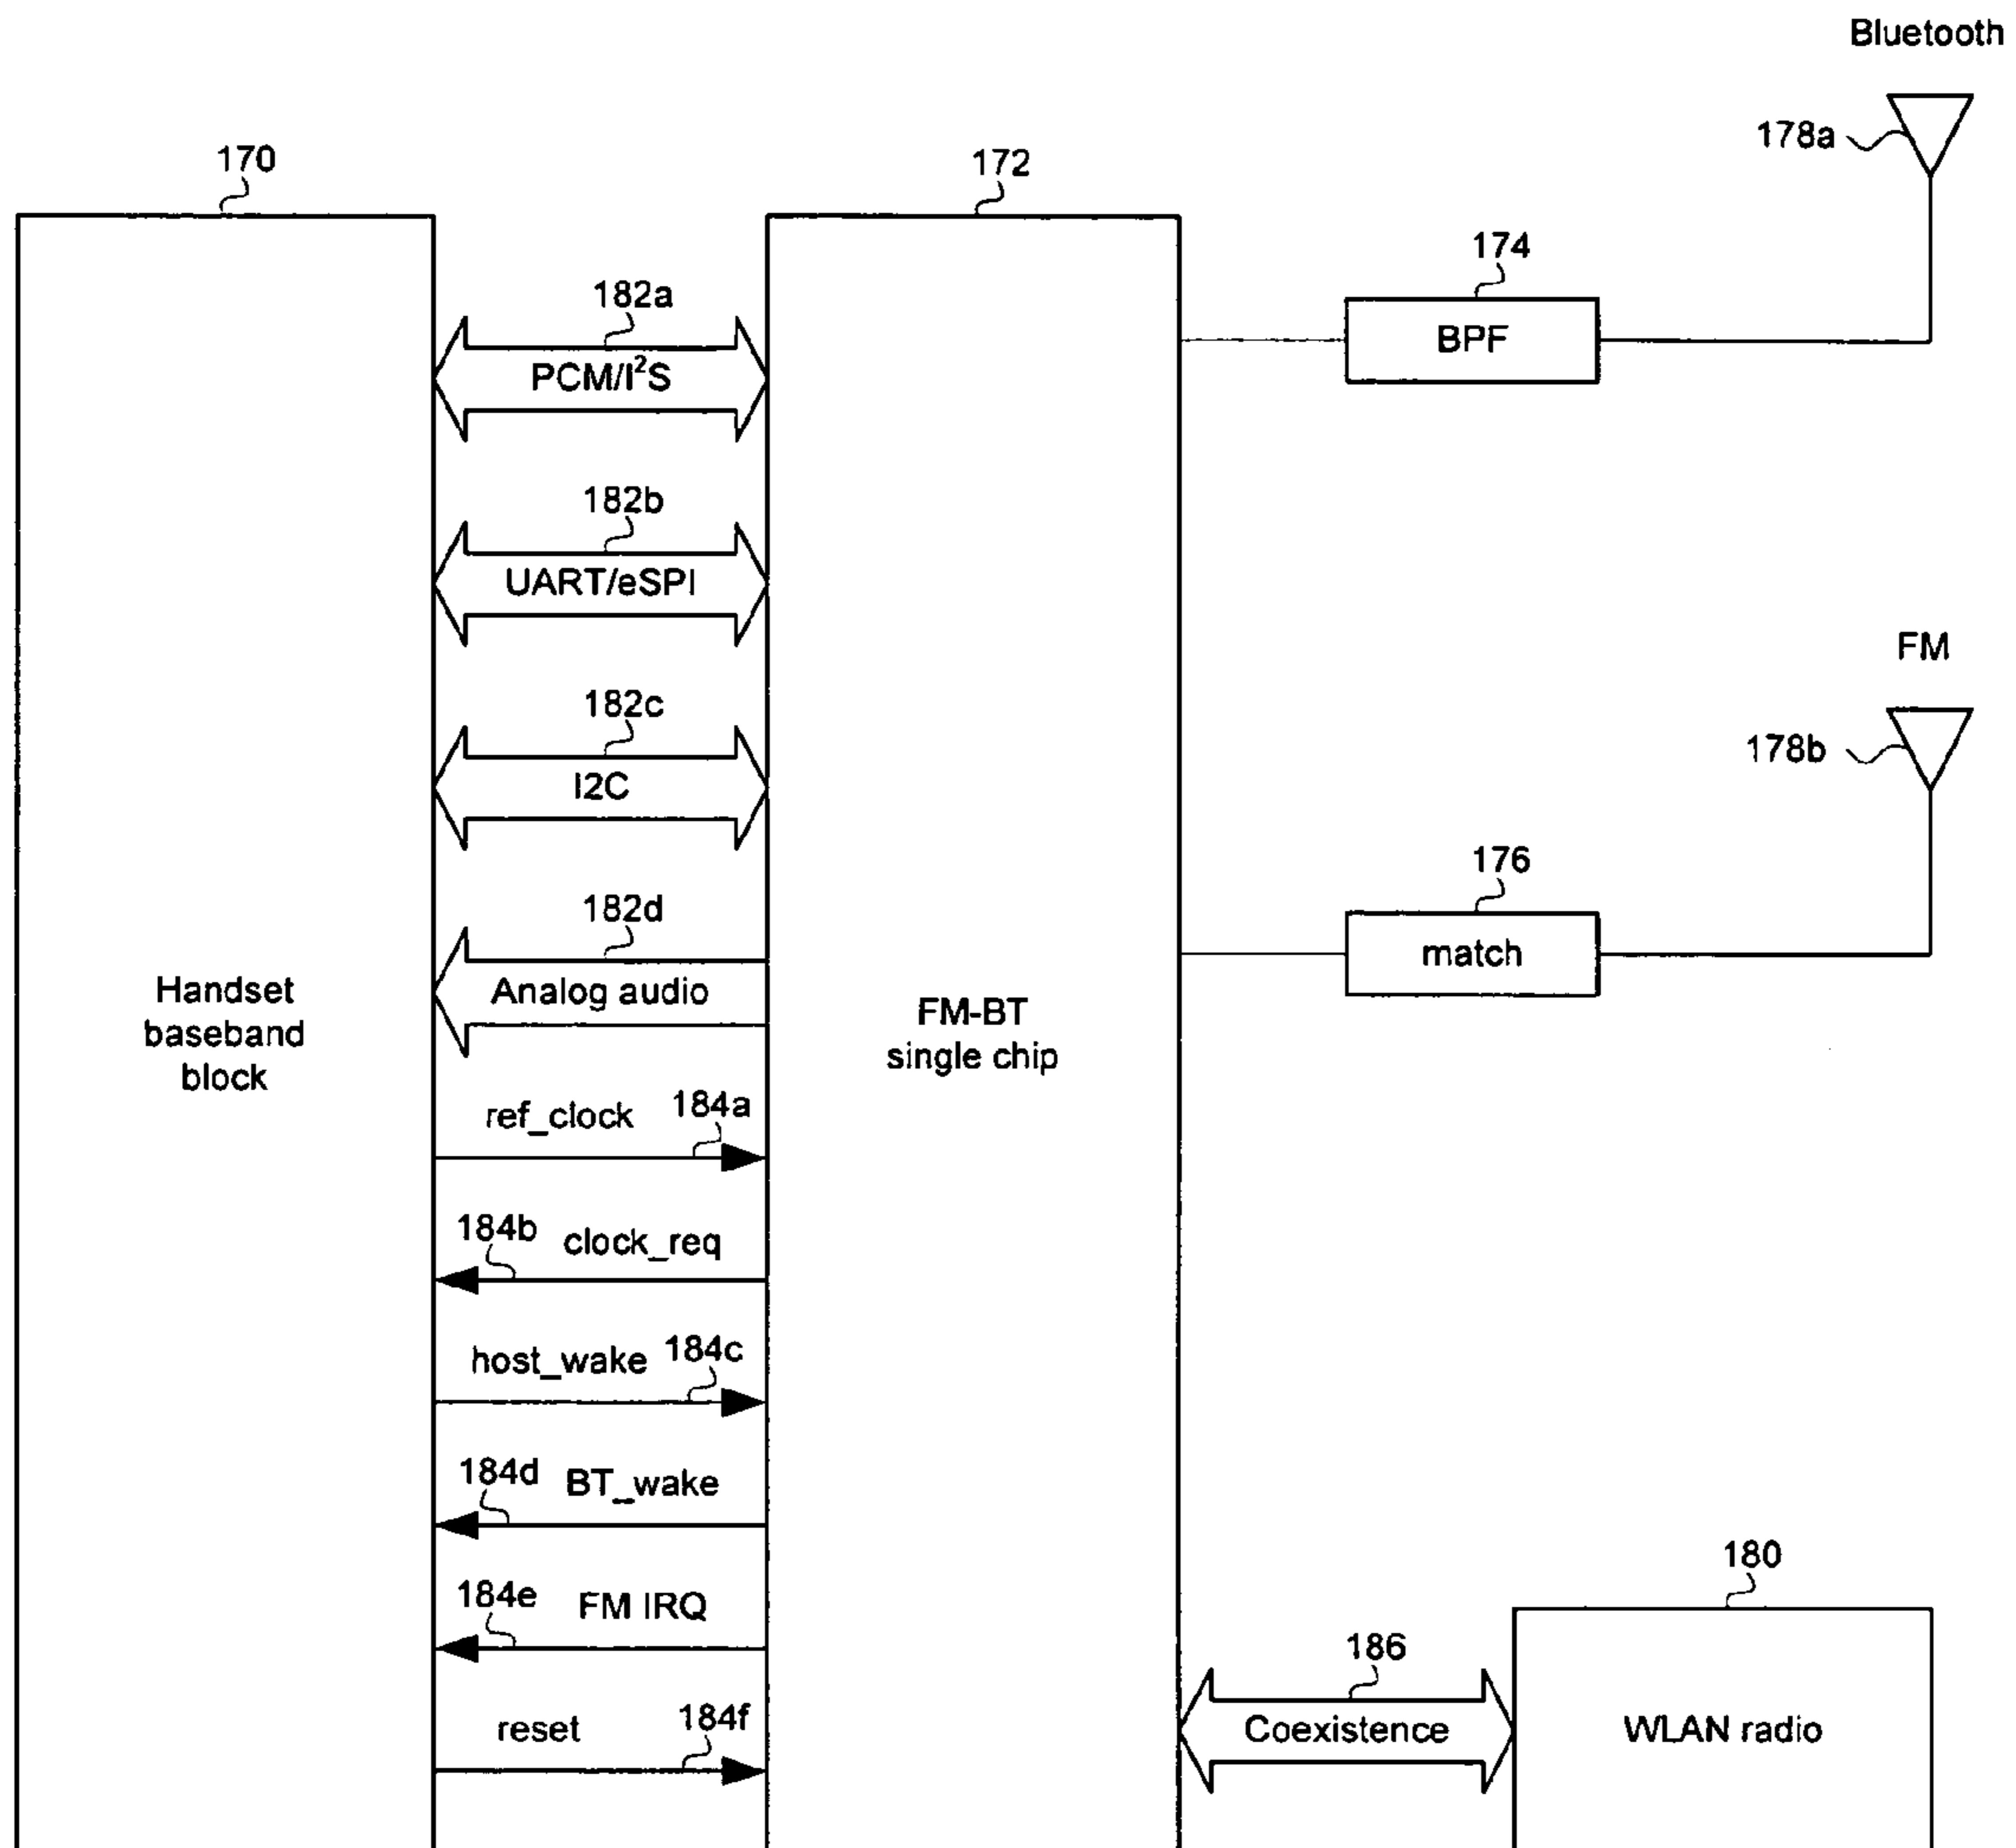 Bluetooth
178a
170
172
174
BPF
182a
PCM/I²S
182b
UART/eSPI
FM
182c
I2C
178b
176
match
182d
Analog audio
Handset
baseband
block
FM-BT
single chip
ref_clock 184a
184b clock_req
host_wake 184c
184d BT_wake
180
184e FM IRQ
186
reset 184f
Coexistence
WLAN radio